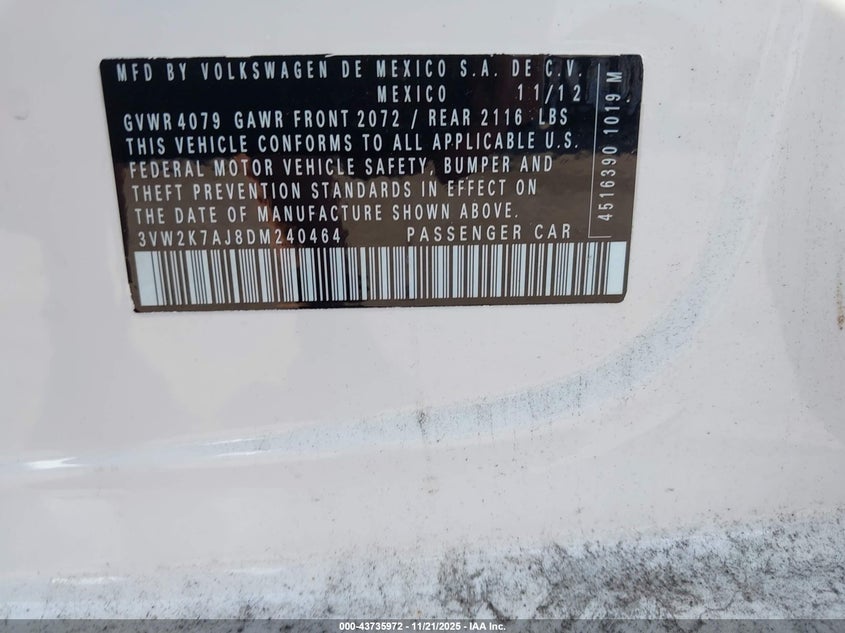 MFD BY VOLKSWAGEN DE MEXICO S.A. DE C.V.
MEXICO 11/12
GVWR 4079 GAWR FRONT 2072 / REAR 2116 LBS
THIS VEHICLE CONFORMS TO ALL APPLICABLE U.S.
FEDERAL MOTOR VEHICLE SAFETY, BUMPER AND
THEFT PREVENTION STANDARDS IN EFFECT ON
THE DATE OF MANUFACTURE SHOWN ABOVE.
3VW2K7AJ8DM240464 PASSENGER CAR
4516390 1019 M
000-43735972 - 11/21/2025 - IAA Inc.